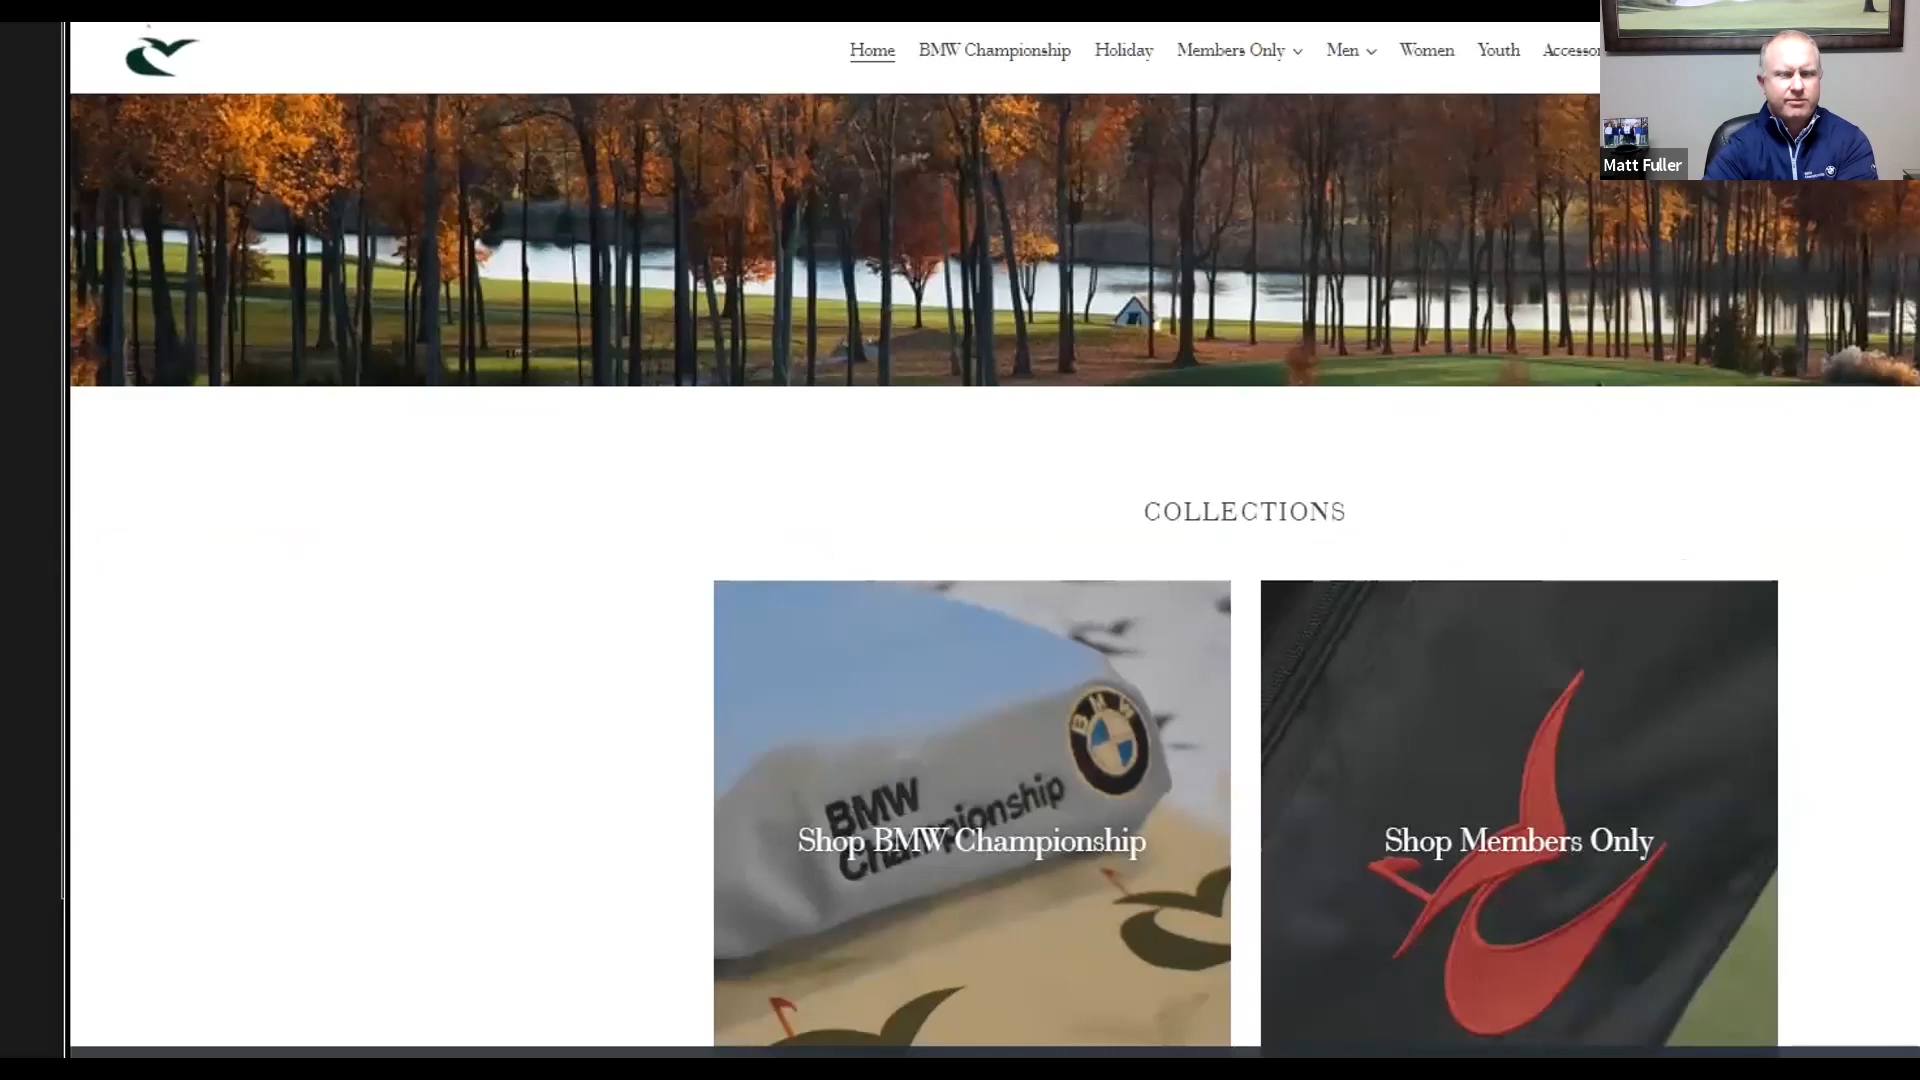 Home BMW Championship Holiday Members Only Men Women Youth
Matt Fuller
COLLECTIONS
BMW
Championship
BMW
Shop BMW Championship
Shop Members Only